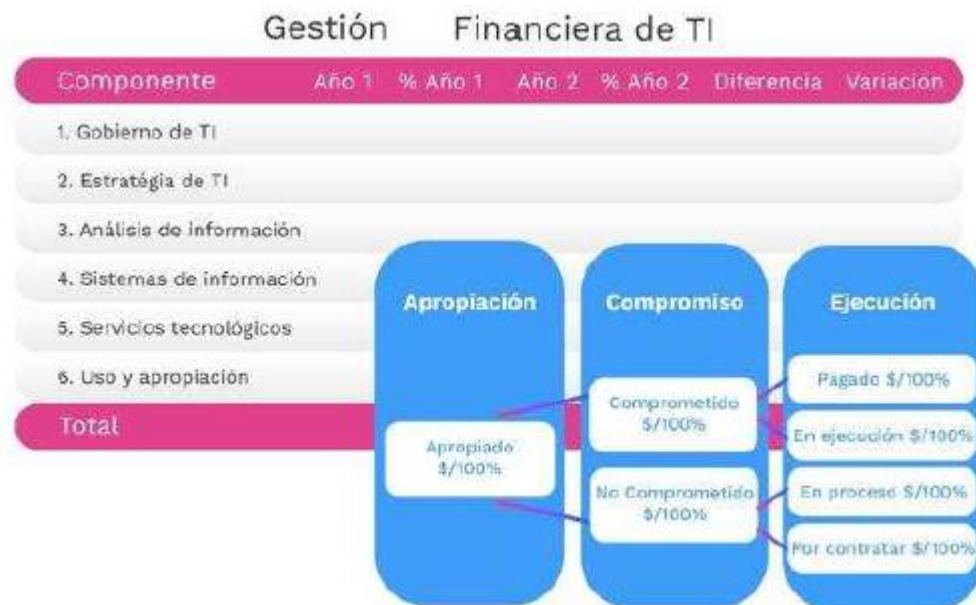 Gestión Financiera de TI
Componente Año 1 % Año 1 Año 2 % Año 2 Diferencia Variación
1. Gobierno de TI
2. Estratégia de TI
3. Análisis de información
4. Sistemas de información
5. Servicios tecnológicos
6. Uso y apropiación
Total
Apropiación
Apropiado
$/100%
Compromiso
Comprometido
$/100%
No Comprometido
$/100%
Ejecución
Pagado $/100%
En ejecución $/100%
En proceso $/100%
Por contratar $/100%